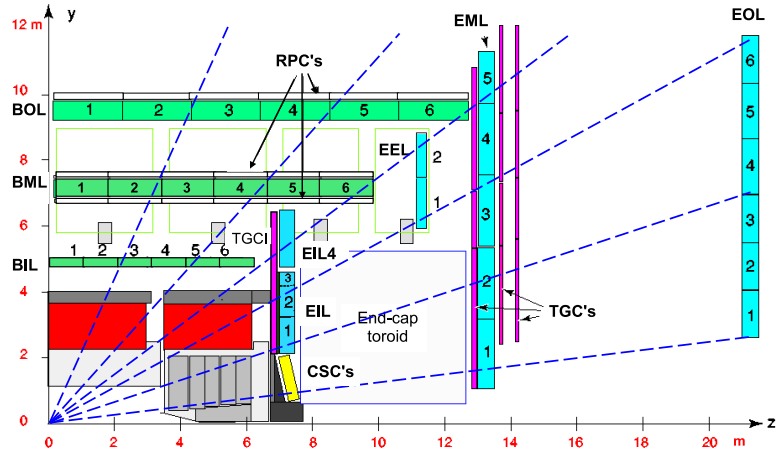 12 m
y
EML
EOL
RPC's
6
10
5
BOL
1 2 3 4 5 6
5
EEL
4
4
8
2
BML
1 2 3 4 5 6
1
3
3
6
TGCI
1 2 3 4 5 6
EIL4
BIL
2
2
3
4
2
EIL
End-cap
toroid
TGC's
1
1
1
2
CSC's
0
0 2 4 6 8 10 12 14 16 18 20 m
z